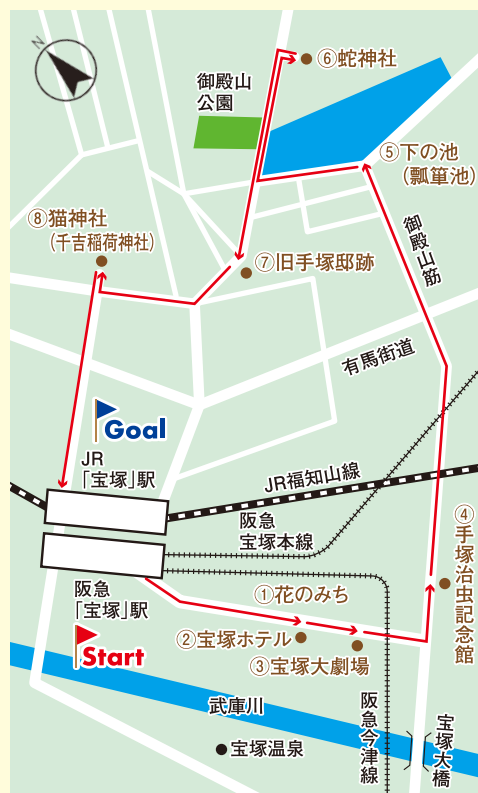 N
⑥蛇神社
御殿山
公園
⑤下の池
(瓢箪池)
⑧猫神社
(千吉稲荷神社)
御殿山筋
⑦旧手塚邸跡
有馬街道
Goal
JR
「宝塚」駅
JR福知山線
阪急
宝塚本線
④手塚治虫記念館
①花のみち
阪急
「宝塚」駅
②宝塚ホテル
Start
③宝塚大劇場
武庫川
阪急今津線
宝塚大橋
宝塚温泉